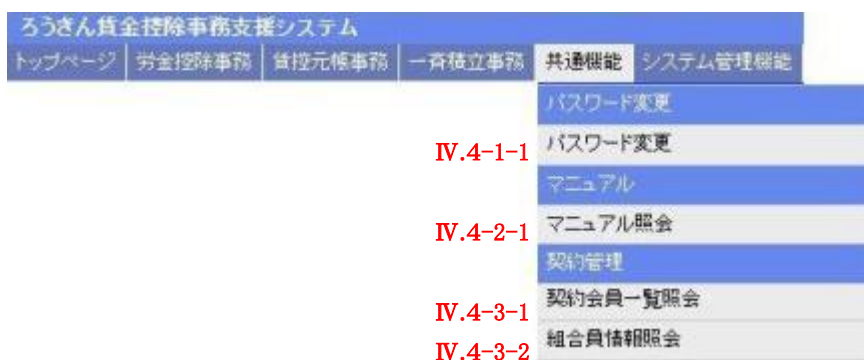 ろうきん賃金控除事務支援システム
トップページ 労金控除事務 賃控元帳事務 一斉積立事務 共通機能 システム管理機能
パスワード変更
Ⅳ.4-1-1 パスワード変更
マニュアル
Ⅳ.4-2-1 マニュアル照会
契約管理
Ⅳ.4-3-1 契約会員一覧照会
Ⅳ.4-3-2 組合員情報照会